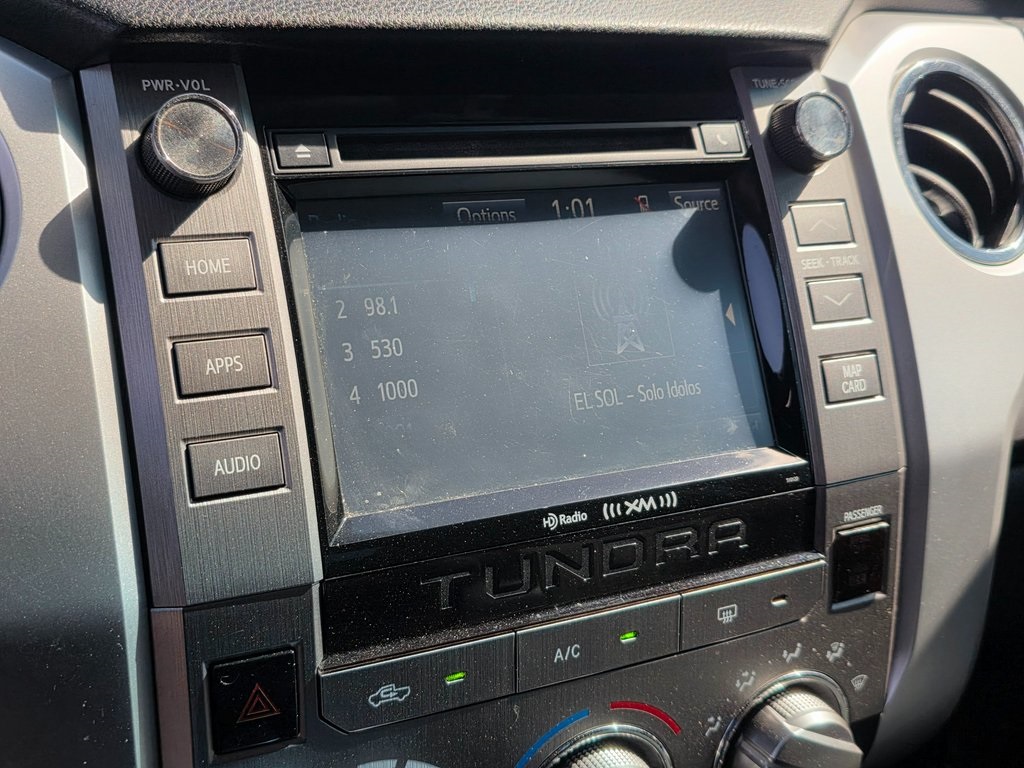 PWR·VOL
TUNE·
Options 1:01 Source
HOME
SEEK·TRACK
2 98.1
3 530
APPS
4 1000
EL SOL – Solo Idolos
MAP
CARD
AUDIO
HD Radio ((( XM )))
PASSENGER
TUNDRA
A/C